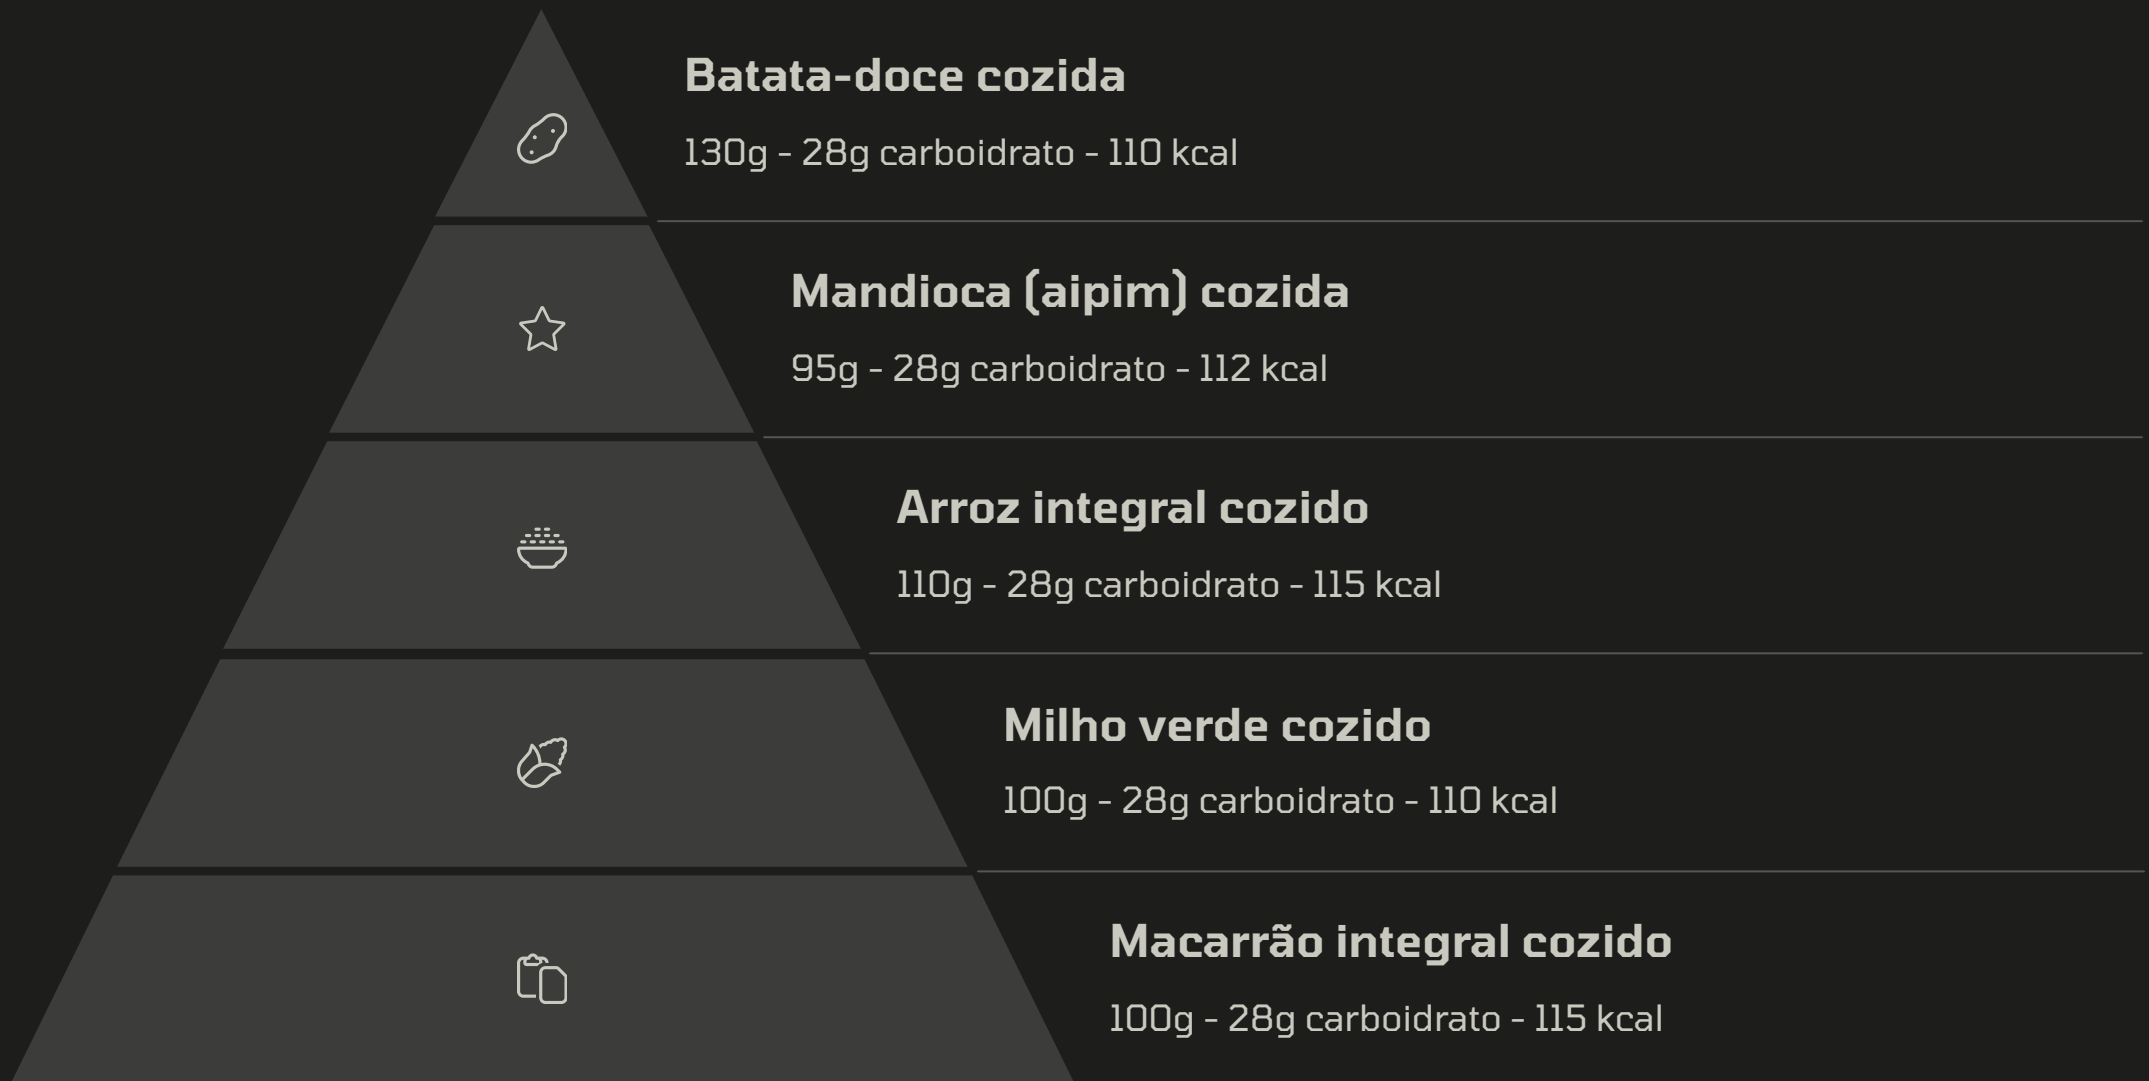 Batata-doce cozida
130g - 28g carboidrato - 110 kcal
Mandioca (aipim) cozida
95g - 28g carboidrato - 112 kcal
Arroz integral cozido
110g - 28g carboidrato - 115 kcal
Milho verde cozido
100g - 28g carboidrato - 110 kcal
Macarrão integral cozido
100g - 28g carboidrato - 115 kcal